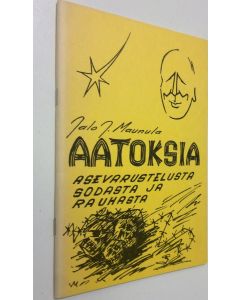 Jalo J. Maunula
AATOKSIA
ASEVARUSTELUSTA
SODASTA JA
RAUHASTA